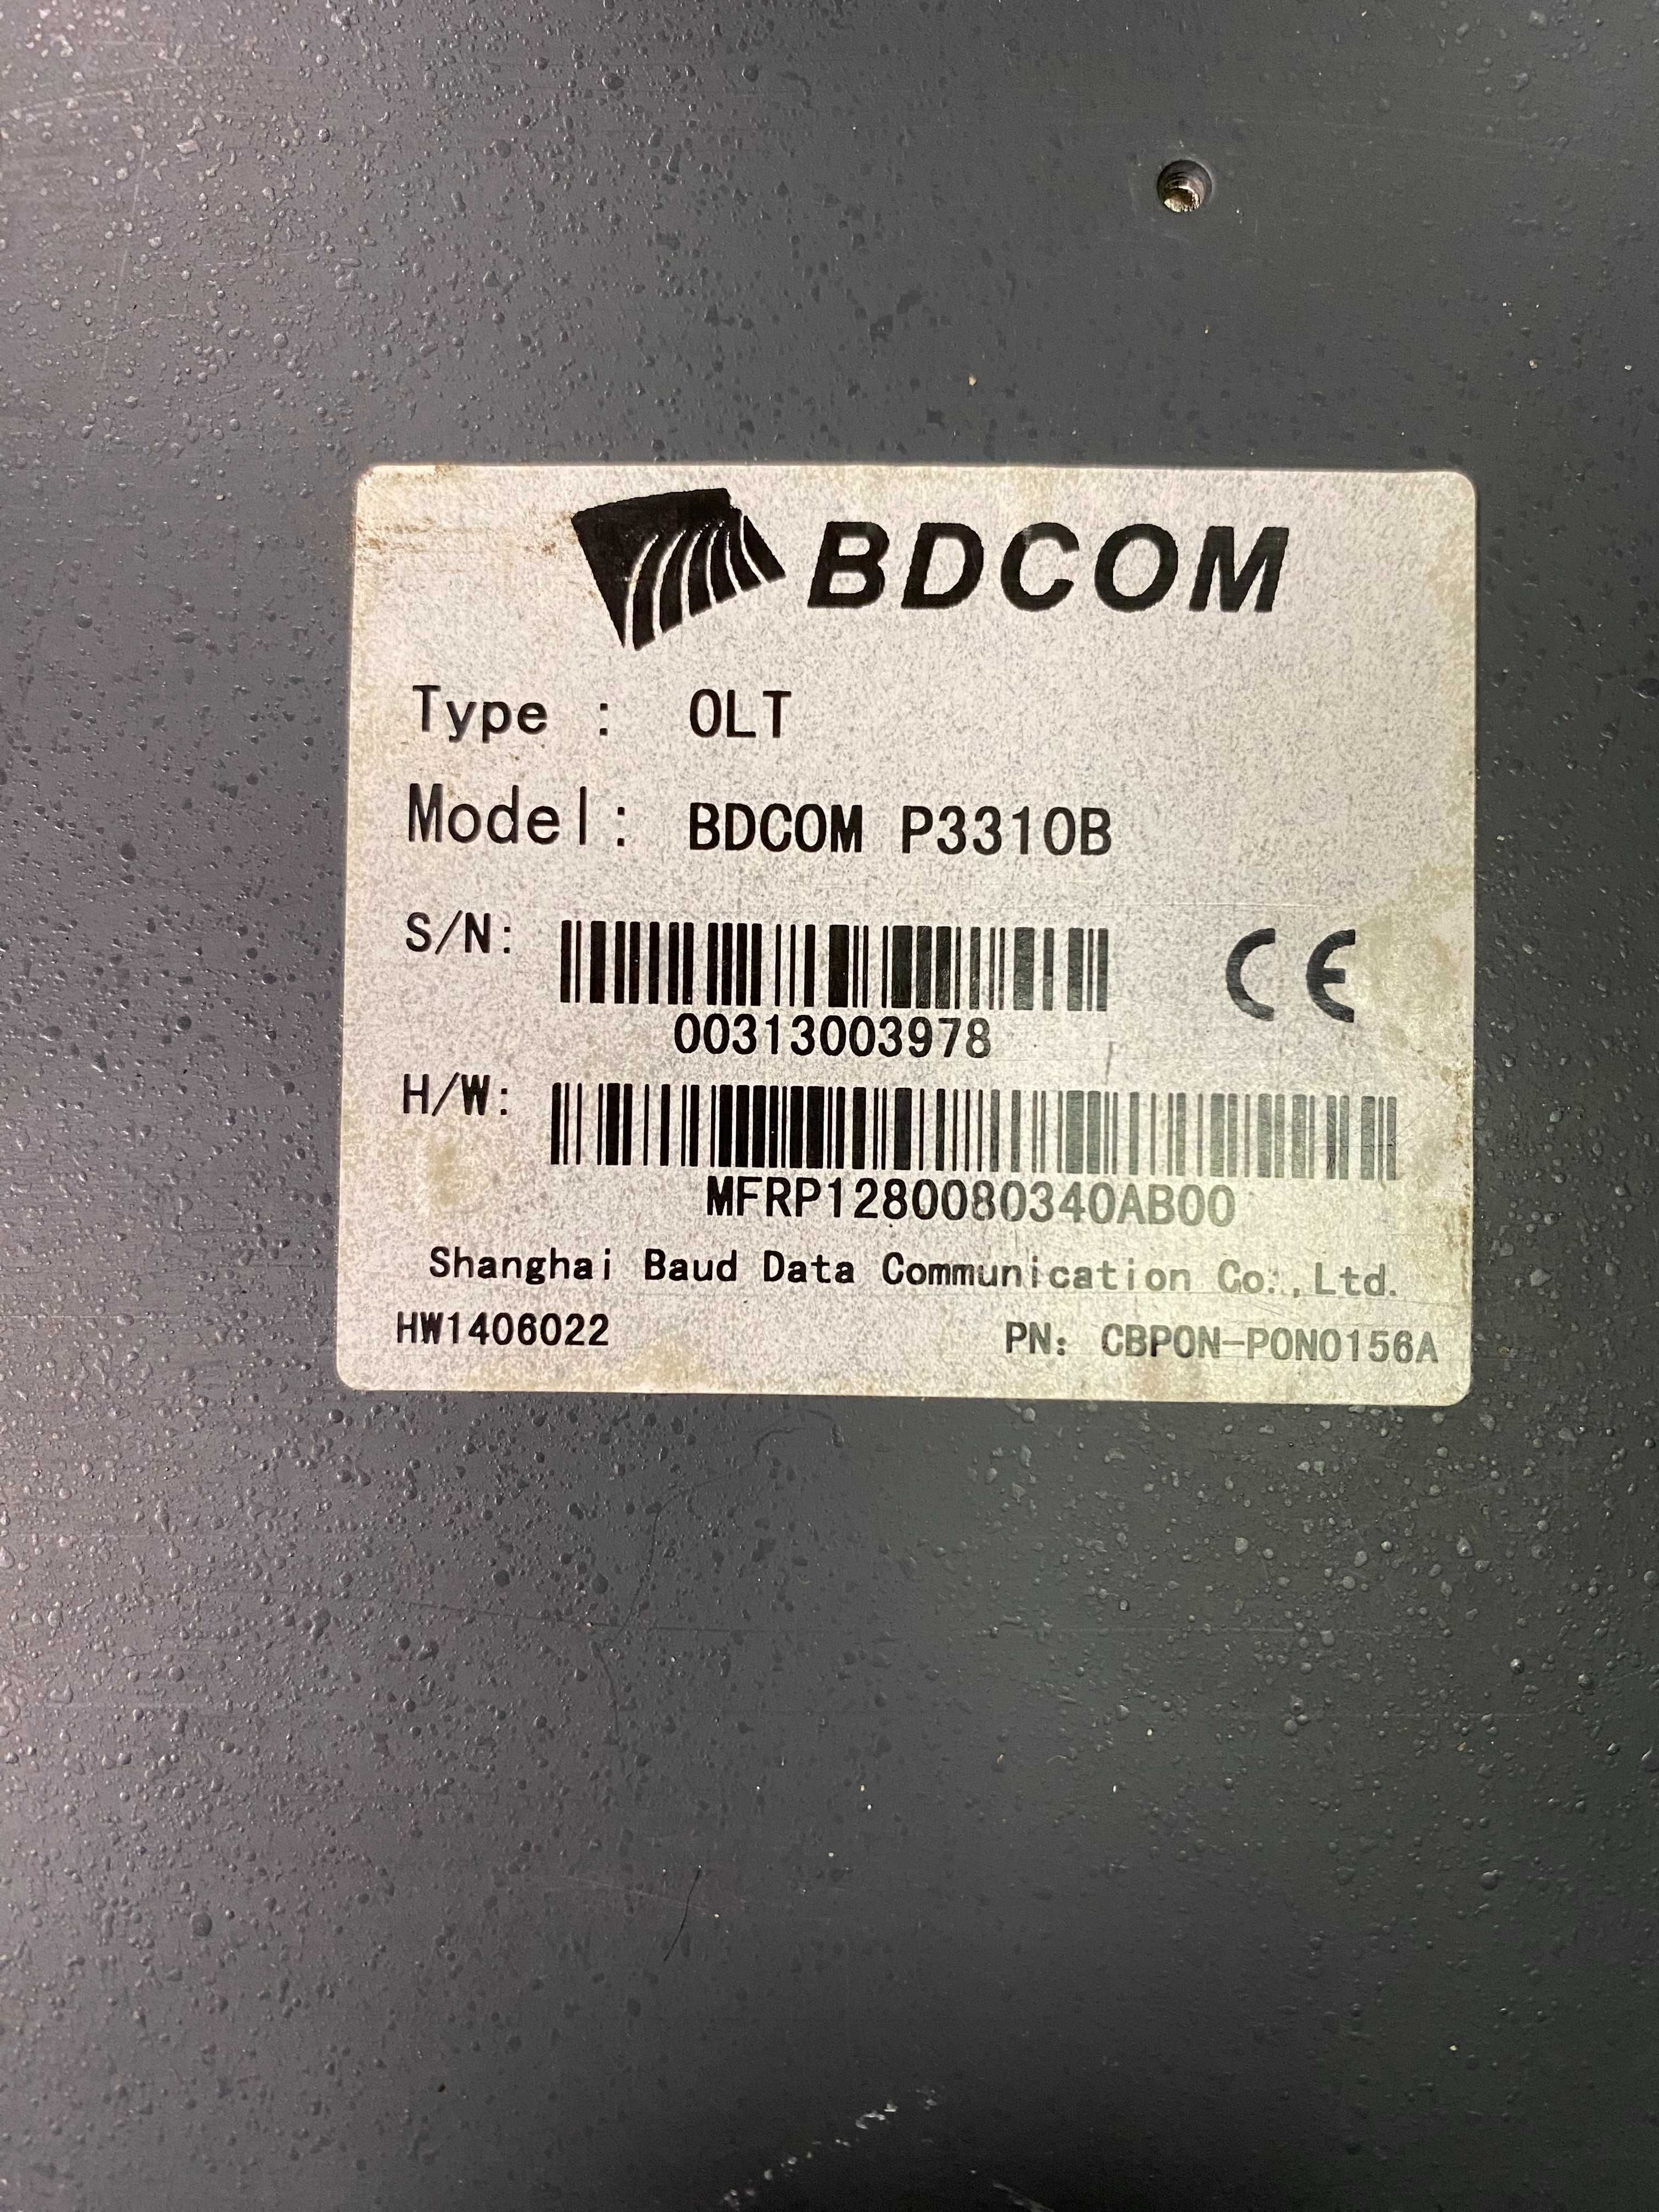 BDCOM
Type : OLT
Model: BDCOM P3310B
S/N:
CE
00313003978
H/W:
MFRP1280080340AB00
Shanghai Baud Data Communication Co.,Ltd.
HW1406022 PN: CBPON-PON0156A